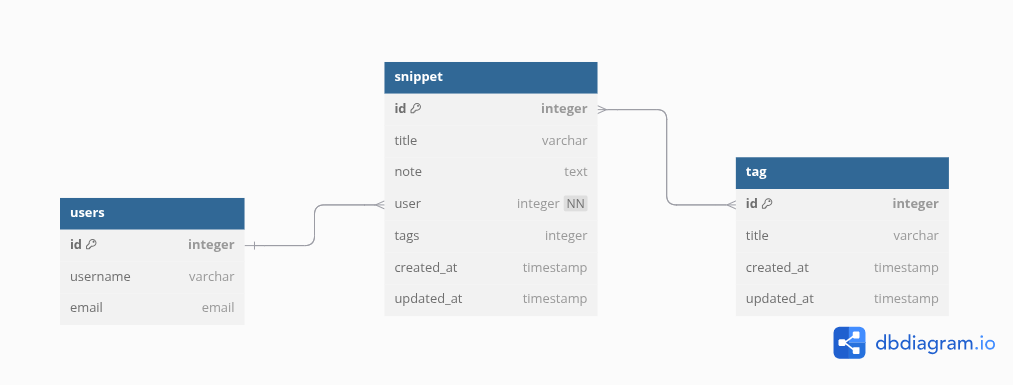 users
id integer
username varchar
email email
snippet
id integer
title varchar
note text
user integer NN
tags integer
created_at timestamp
updated_at timestamp
tag
id integer
title varchar
created_at timestamp
updated_at timestamp
dbdiagram.io